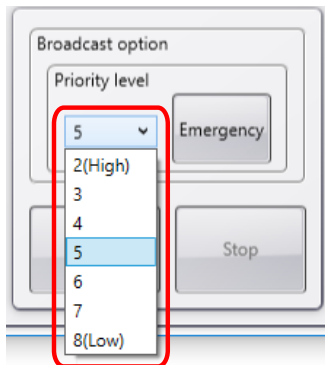 Broadcast option
Priority level
5
Emergency
2(High)
3
4
5
Stop
6
7
8(Low)